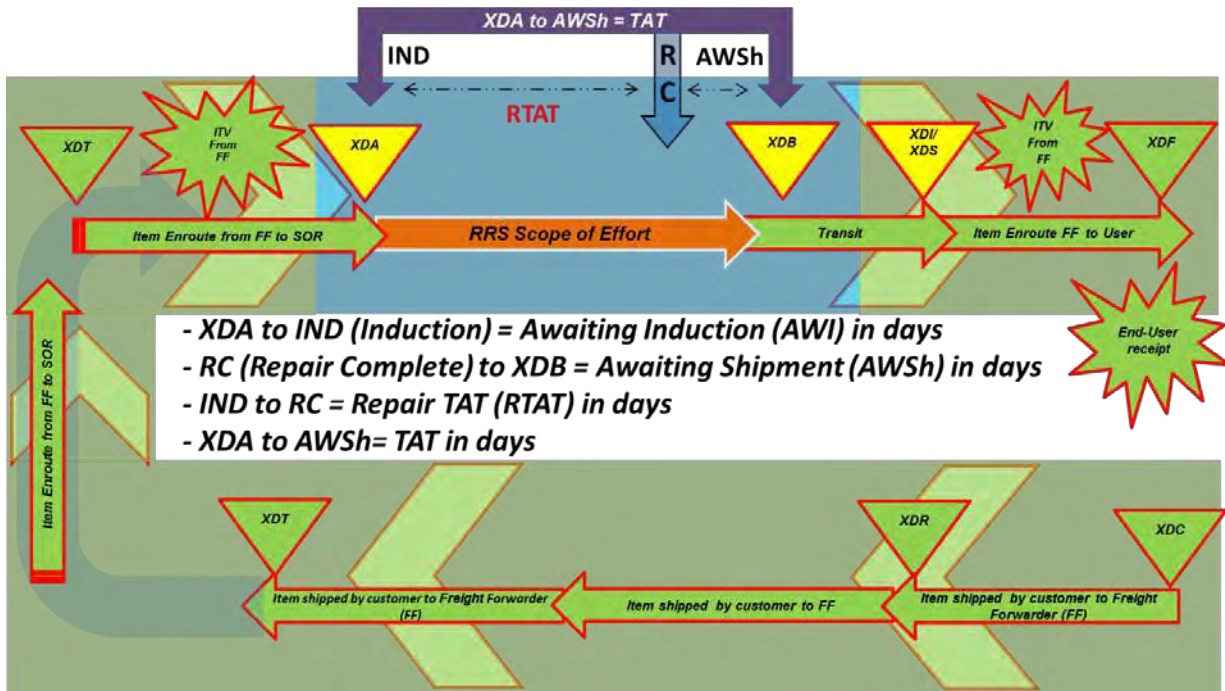 XDA to AWSh = TAT
IND
R
C
AWSh
RTAT
XDT
ITV
From
FF
XDA
XDB
XDI/
XDS
ITV
From
FF
XDF
Item Enroute from FF to SOR
RRS Scope of Effort
Transit
Item Enroute FF to User
Item Enroute from FF to SOR
- XDA to IND (Induction) = Awaiting Induction (AWI) in days
- RC (Repair Complete) to XDB = Awaiting Shipment (AWSh) in days
- IND to RC = Repair TAT (RTAT) in days
- XDA to AWSh= TAT in days
End-User
receipt
XDT
XDR
XDC
Item shipped by customer to Freight Forwarder
(FF)
Item shipped by customer to FF
Item shipped by customer to Freight
Forwarder (FF)